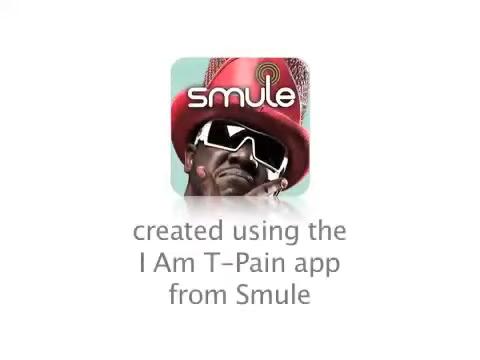 smule
created using the
I Am T-Pain app
from Smule